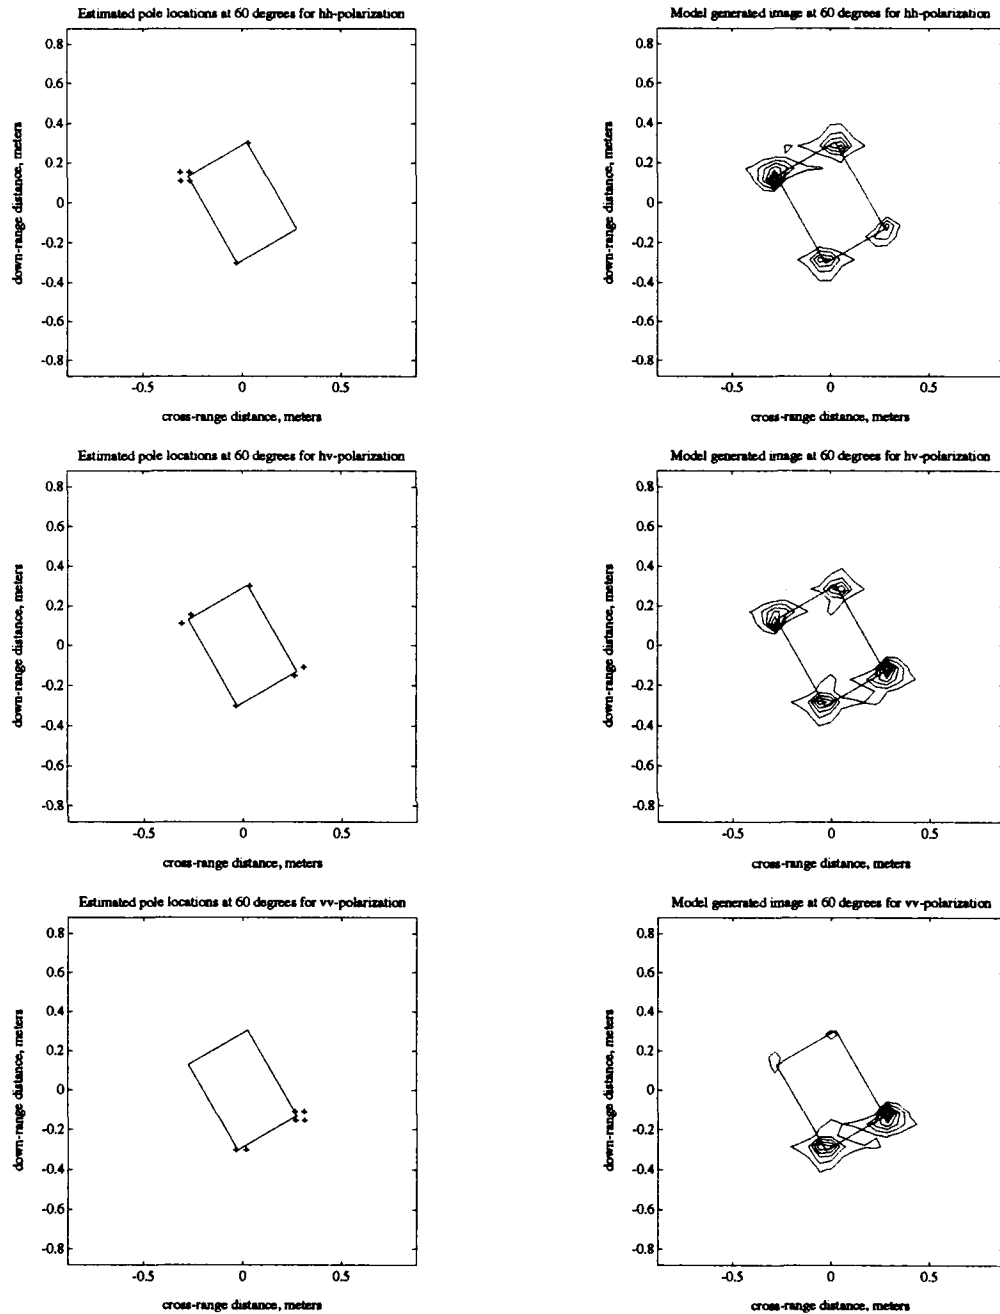 Estimated pole locations at 60 degrees for hh-polarization
0.8
0.6
0.4
0.2
0
-0.2
-0.4
-0.6
-0.8
down-range distance, meters
-0.5 0 0.5
cross-range distance, meters
Model generated image at 60 degrees for hh-polarization
0.8
0.6
0.4
0.2
0
-0.2
-0.4
-0.6
-0.8
down-range distance, meters
-0.5 0 0.5
cross-range distance, meters
Estimated pole locations at 60 degrees for hv-polarization
0.8
0.6
0.4
0.2
0
-0.2
-0.4
-0.6
-0.8
down-range distance, meters
-0.5 0 0.5
cross-range distance, meters
Model generated image at 60 degrees for hv-polarization
0.8
0.6
0.4
0.2
0
-0.2
-0.4
-0.6
-0.8
down-range distance, meters
-0.5 0 0.5
cross-range distance, meters
Estimated pole locations at 60 degrees for vv-polarization
0.8
0.6
0.4
0.2
0
-0.2
-0.4
-0.6
-0.8
down-range distance, meters
-0.5 0 0.5
cross-range distance, meters
Model generated image at 60 degrees for vv-polarization
0.8
0.6
0.4
0.2
0
-0.2
-0.4
-0.6
-0.8
down-range distance, meters
-0.5 0 0.5
cross-range distance, meters